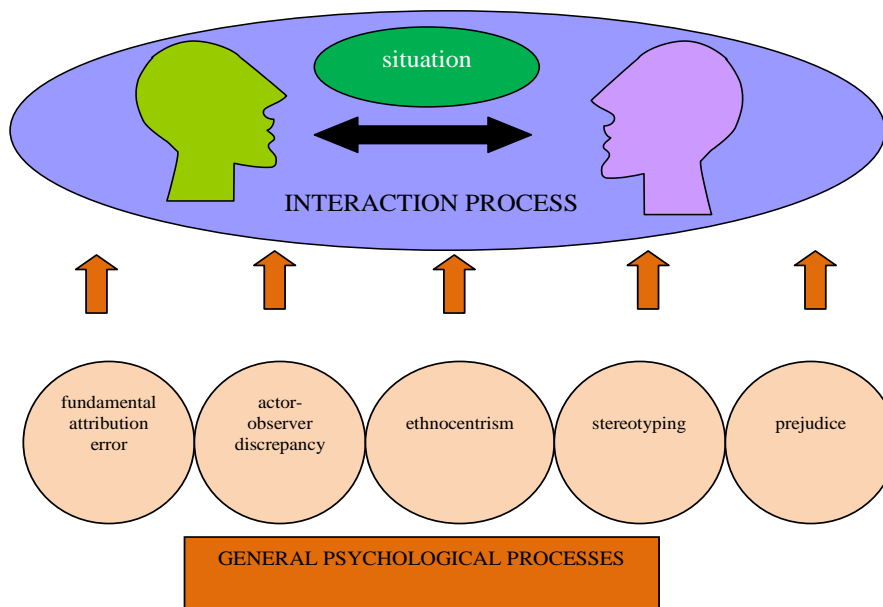 situation
INTERACTION PROCESS
fundamental
attribution
error
actor-
observer
discrepancy
ethnocentrism
stereotyping
prejudice
GENERAL PSYCHOLOGICAL PROCESSES